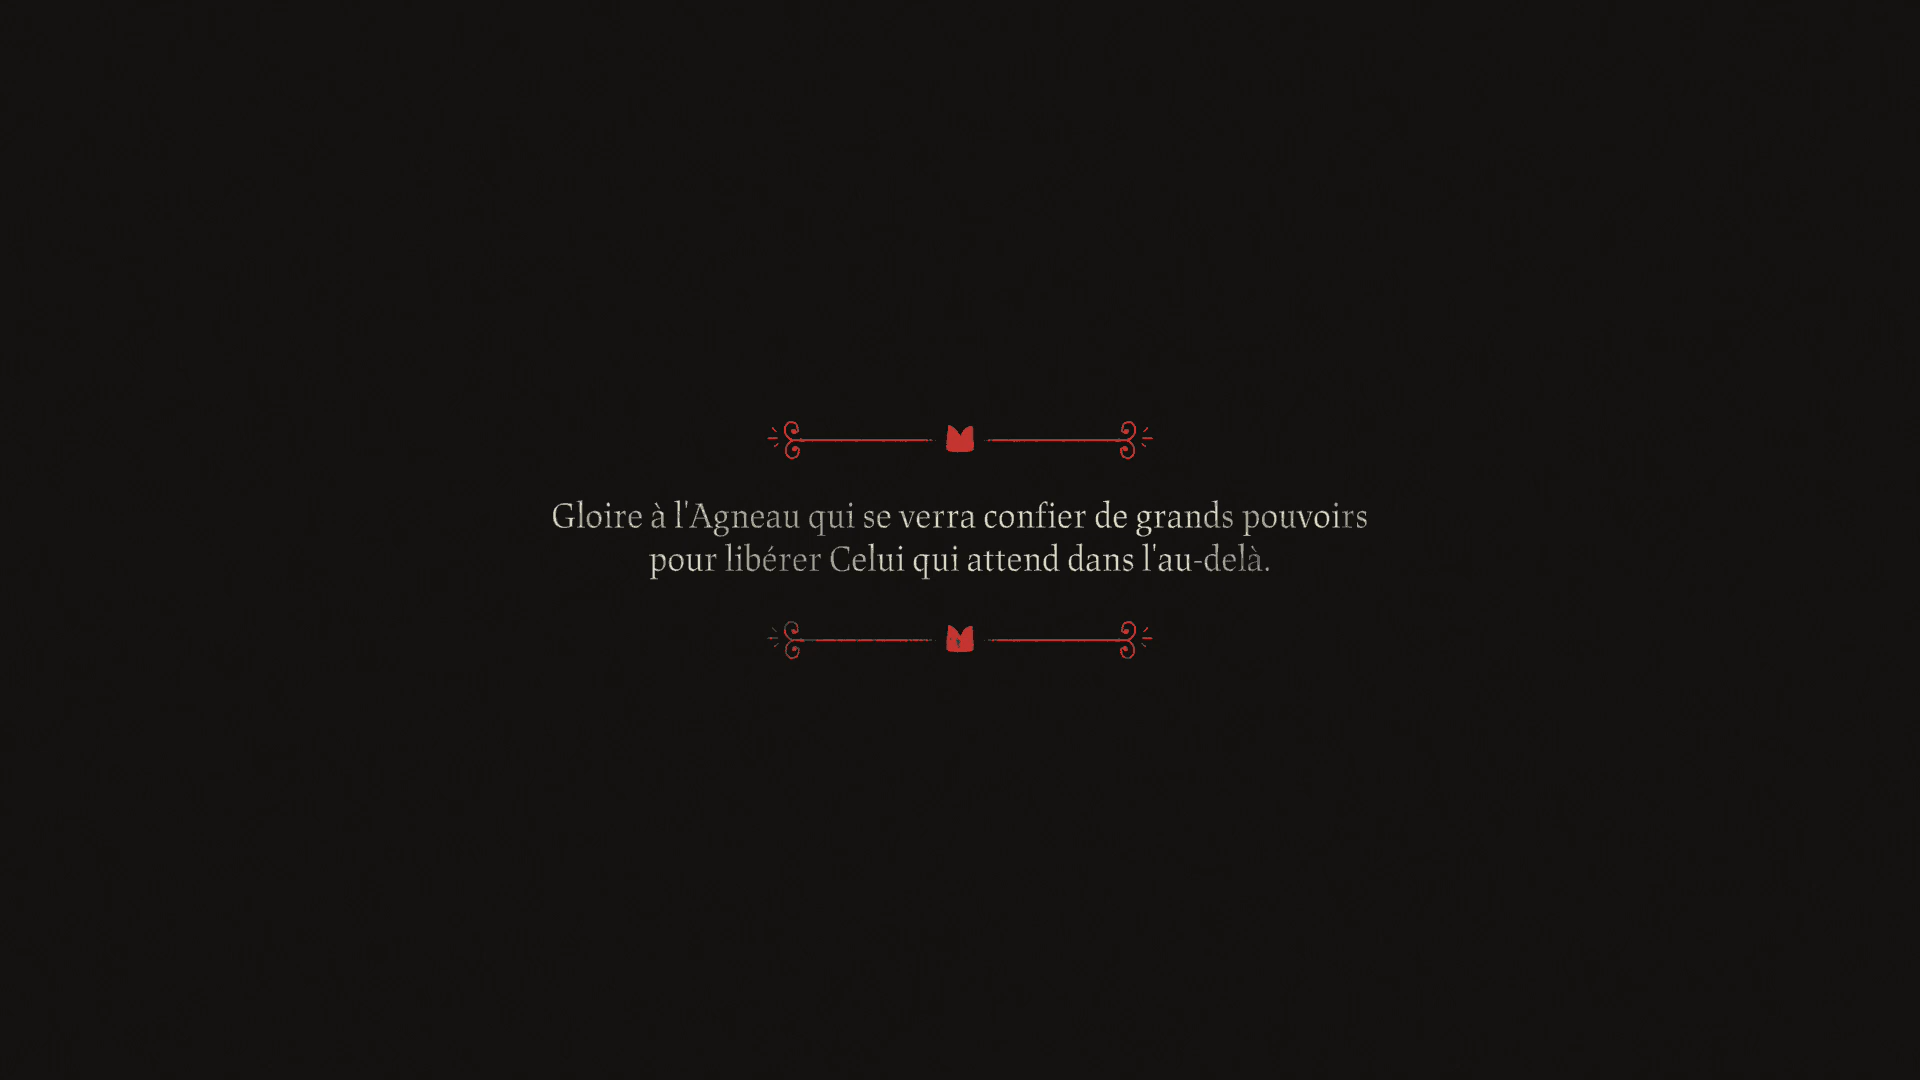 Gloire à l'Agneau qui se verra confier de grands pouvoirs
pour libérer Celui qui attend dans l'au-delà.